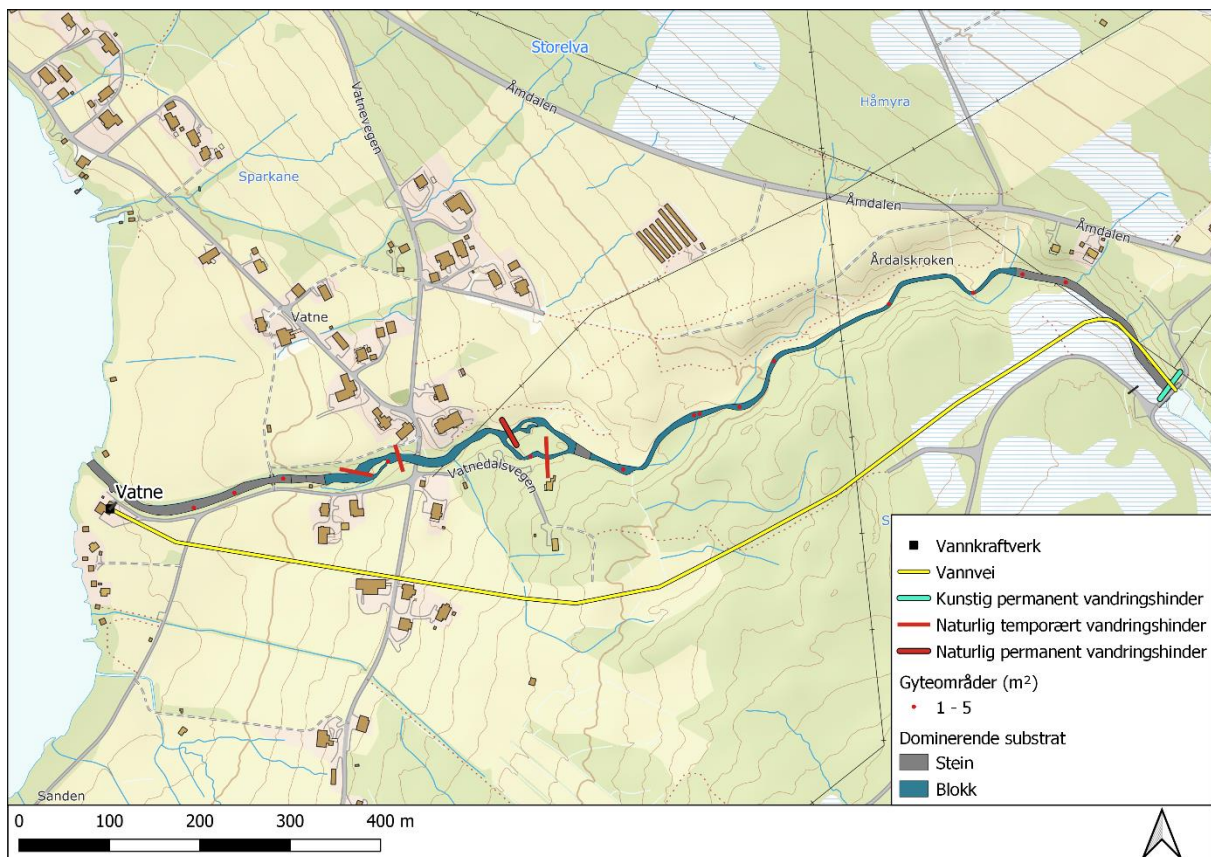 Storelva
Åmdalen
Håmyra
Vatnevegen
Sparkane
Åmdalen
Åmdalen
Årdalskroken
Vatne
Vatnedalsvegen
Vatne
S
Vannkraftverk
Vannvei
Kunstig permanent vandringshinder
Naturlig temporært vandringshinder
Naturlig permanent vandringshinder
Gyteområder (m²)
1 - 5
Dominerende substrat
Stein
Blokk
Sanden
0 100 200 300 400 m